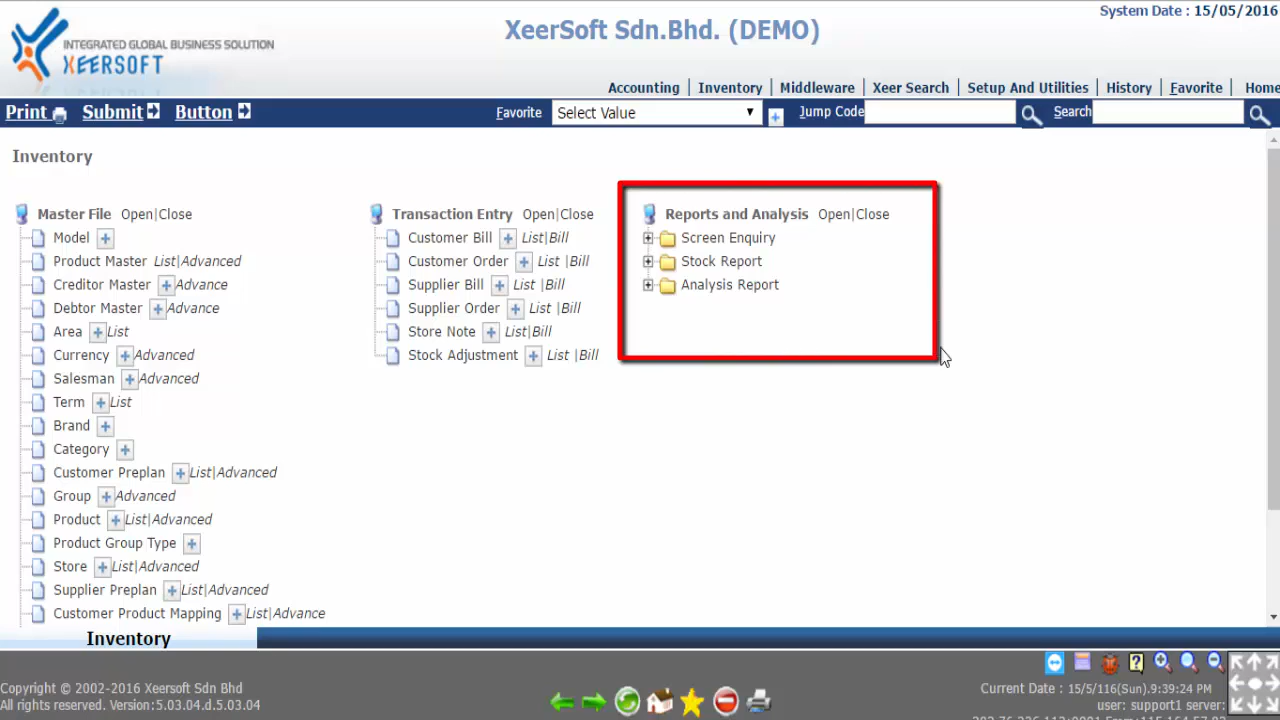 System Date : 15/05/2016
XeerSoft Sdn.Bhd. (DEMO)
INTEGRATED GLOBAL BUSINESS SOLUTION
XEERSOFT
Accounting | Inventory | Middleware | Xeer Search | Setup And Utilities | History | Favorite | Home
Print Submit Button Favorite Select Value Jump Code Search
Inventory
Master File Open|Close
Model
Product Master List|Advanced
Creditor Master Advance
Debtor Master Advance
Area List
Currency Advanced
Salesman Advanced
Term List
Brand
Category
Customer Preplan List|Advanced
Group Advanced
Product List|Advanced
Product Group Type
Store List|Advanced
Supplier Preplan List|Advanced
Customer Product Mapping List|Advance
Transaction Entry Open|Close
Customer Bill List|Bill
Customer Order List |Bill
Supplier Bill List |Bill
Supplier Order List |Bill
Store Note List|Bill
Stock Adjustment List |Bill
Reports and Analysis Open|Close
Screen Enquiry
Stock Report
Analysis Report
Inventory
Copyright © 2002-2016 Xeersoft Sdn Bhd
All rights reserved. Version:5.03.04.d.5.03.04
Current Date : 15/5/116(Sun).9:39:24 PM
user: support1 server: